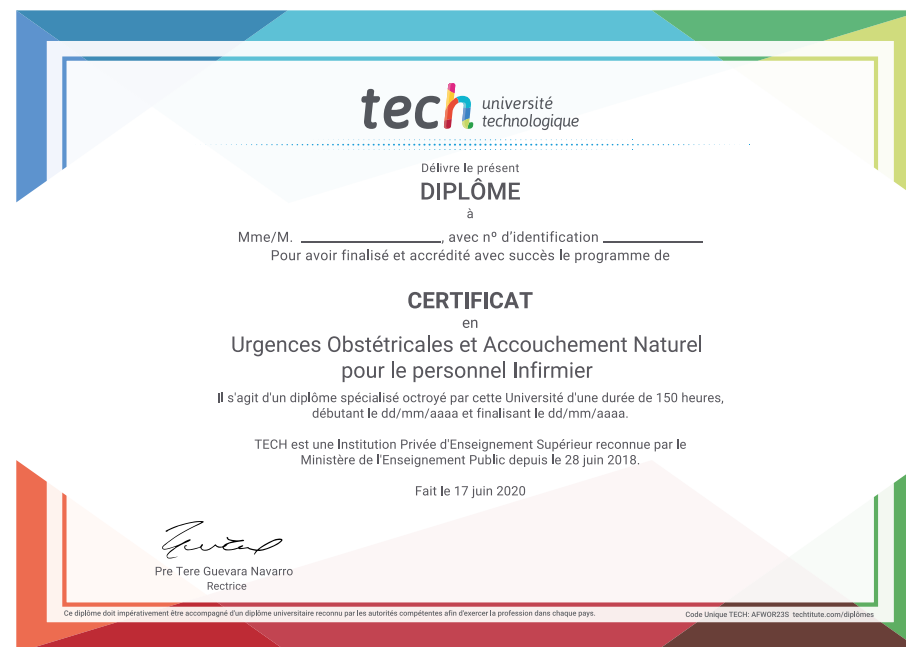 tech université
technologique
Délivre le présent
DIPLÔME
à
Mme/M. ____________________, avec nº d'identification ______________
Pour avoir finalisé et accrédité avec succès le programme de
CERTIFICAT
en
Urgences Obstétricales et Accouchement Naturel
pour le personnel Infirmier
Il s'agit d'un diplôme spécialisé octroyé par cette Université d'une durée de 150 heures,
débutant le dd/mm/aaaa et finalisant le dd/mm/aaaa.
TECH est une Institution Privée d'Enseignement Supérieur reconnue par le
Ministère de l'Enseignement Public depuis le 28 juin 2018.
Fait le 17 juin 2020
Pre Tere Guevara Navarro
Rectrice
Ce diplôme doit impérativement être accompagné d'un diplôme universitaire reconnu par les autorités compétentes afin d'exercer la profession dans chaque pays.
Code Unique TECH: AFWOR23S techtitute.com/diplômes